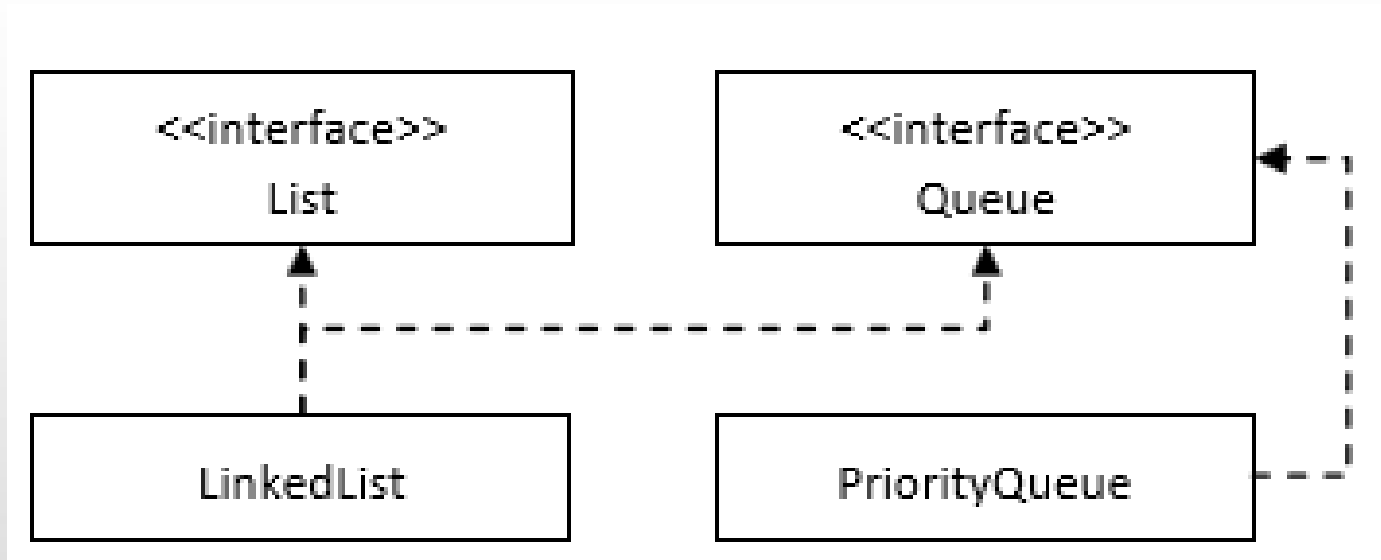 <<interface>>
List
<<interface>>
Queue
LinkedList
PriorityQueue